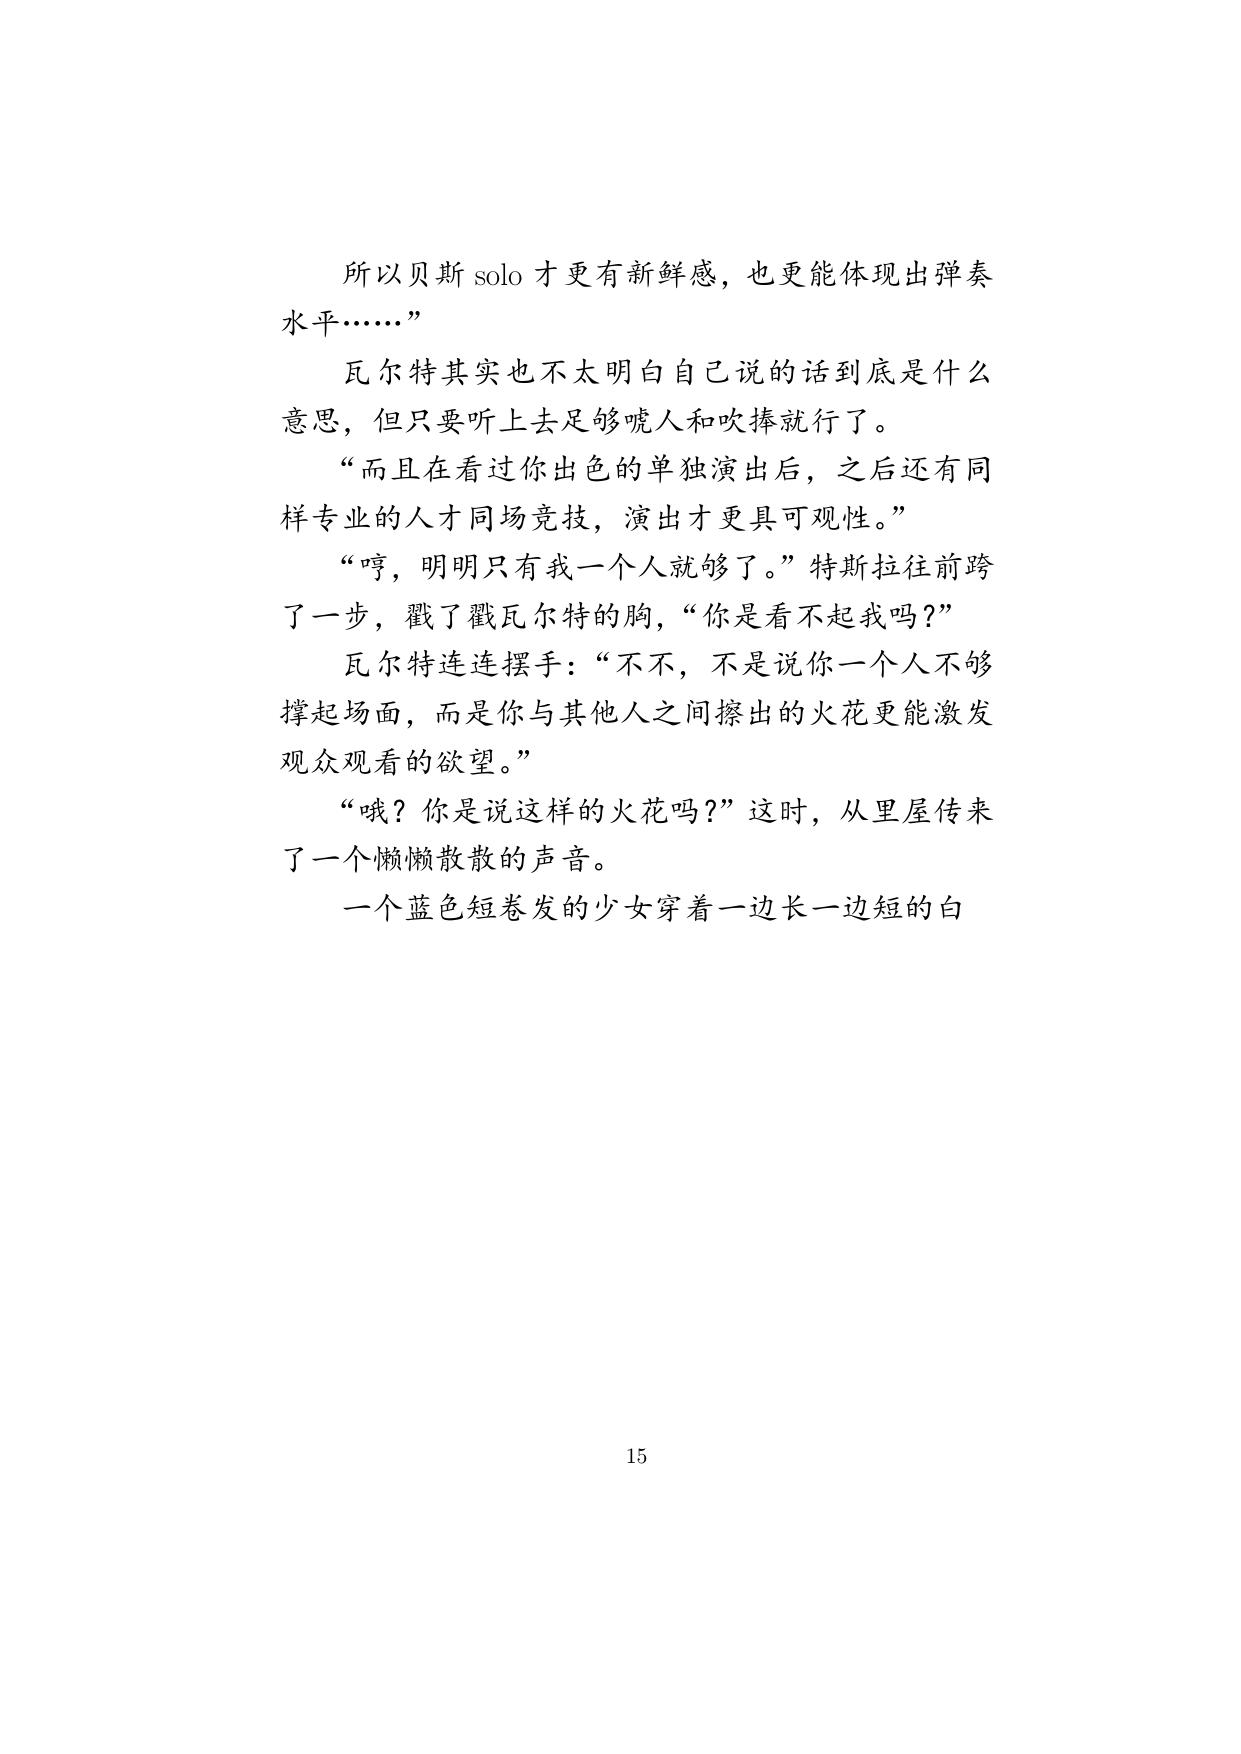 所以贝斯 solo 才更有新鲜感，也更能体现出弹奏
水平……”
瓦尔特其实也不太明白自己说的话到底是什么
意思，但只要听上去足够唬人和吹捧就行了。
“而且在看过你出色的单独演出后，之后还有同
样专业的人才同场竞技，演出才更具可观性。”
“哼，明明只有我一个人就够了。”特斯拉往前跨
了一步，戳了戳瓦尔特的胸，“你是看不起我吗？”
瓦尔特连连摆手：“不不，不是说你一个人不够
撑起场面，而是你与其他人之间擦出的火花更能激发
观众观看的欲望。”
“哦？你是说这样的火花吗？”这时，从里屋传来
了一个懒懒散散的声音。
一个蓝色短卷发的少女穿着一边长一边短的白
15